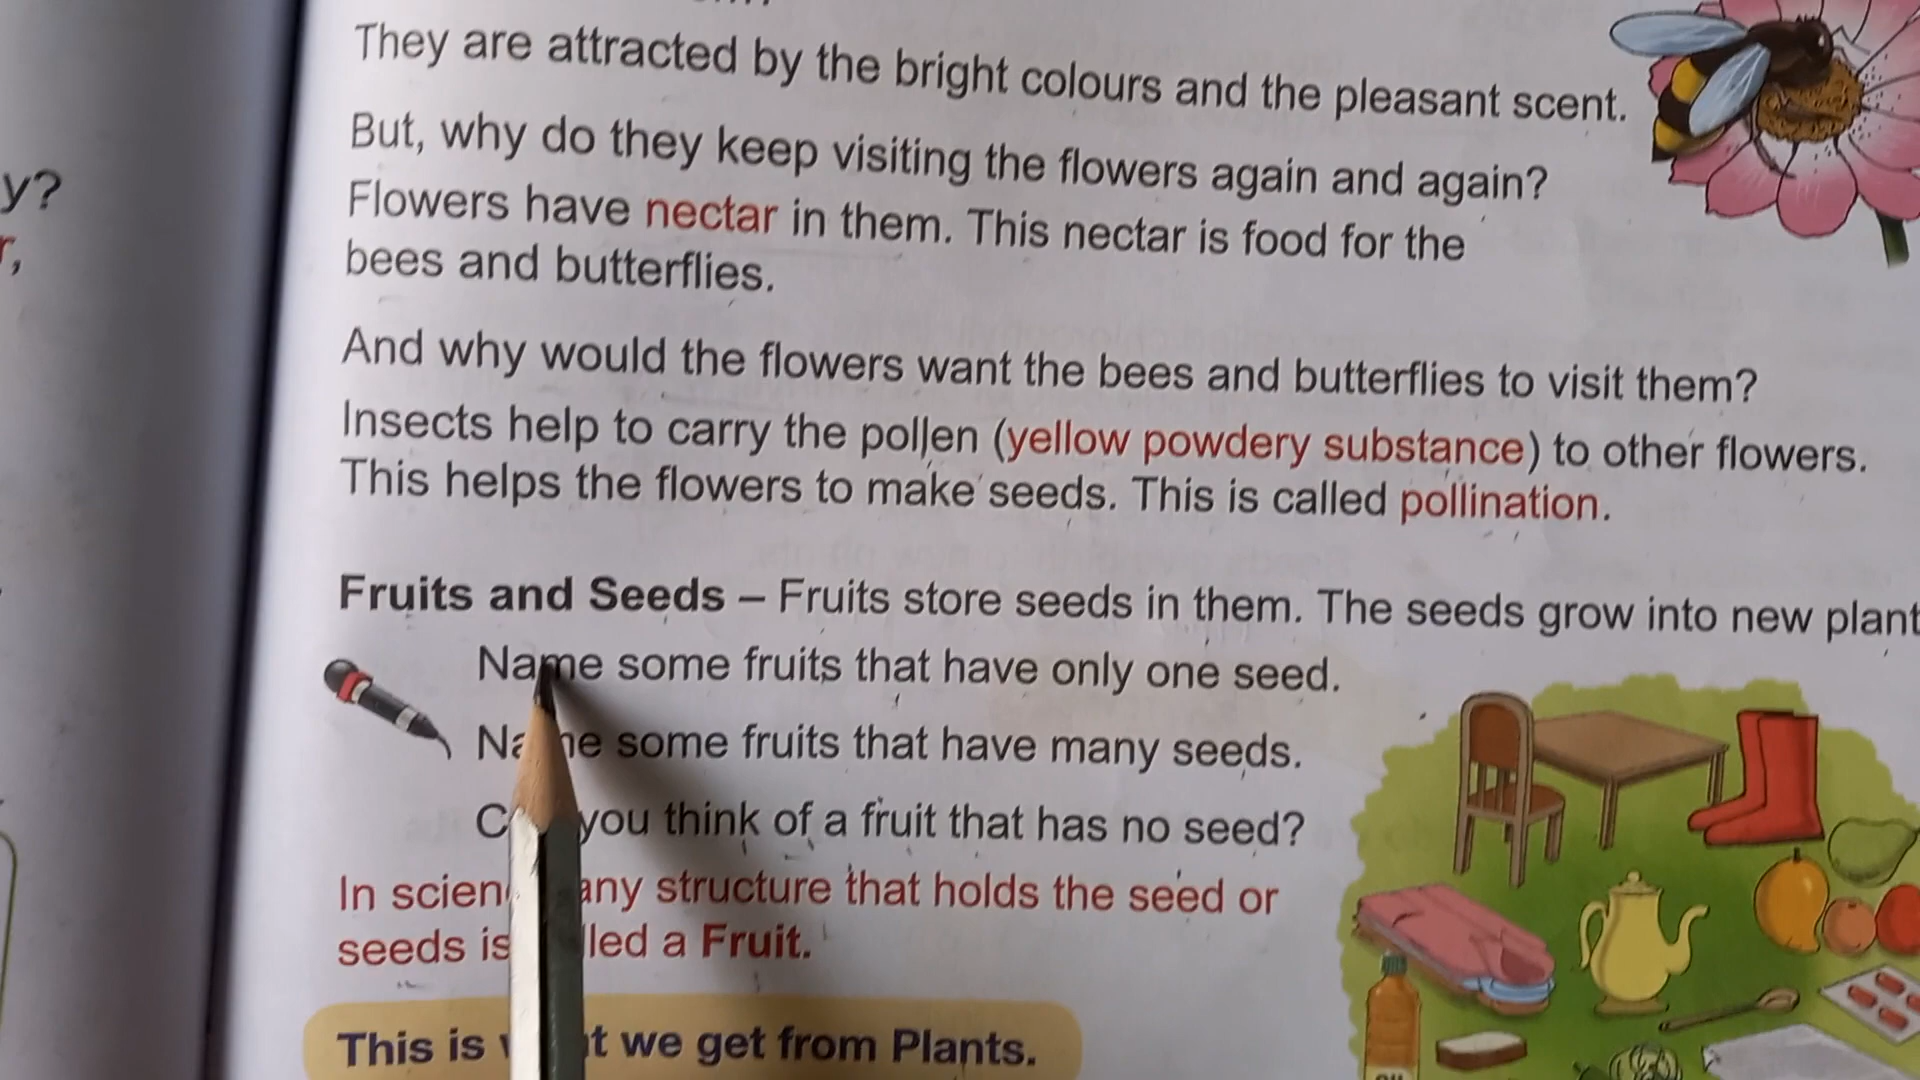 y?
They are attracted by the bright colours and the pleasant scent.
But, why do they keep visiting the flowers again and again?
Flowers have nectar in them. This nectar is food for the
bees and butterflies.
And why would the flowers want the bees and butterflies to visit them?
Insects help to carry the pollen (yellow powdery substance) to other flowers.
This helps the flowers to make seeds. This is called pollination.
Fruits and Seeds – Fruits store seeds in them. The seeds grow into new plant
Name some fruits that have only one seed.
Name some fruits that have many seeds.
you think of a fruit that has no seed?
In scien any structure that holds the seed or
seeds is lled a Fruit.
This is t we get from Plants.